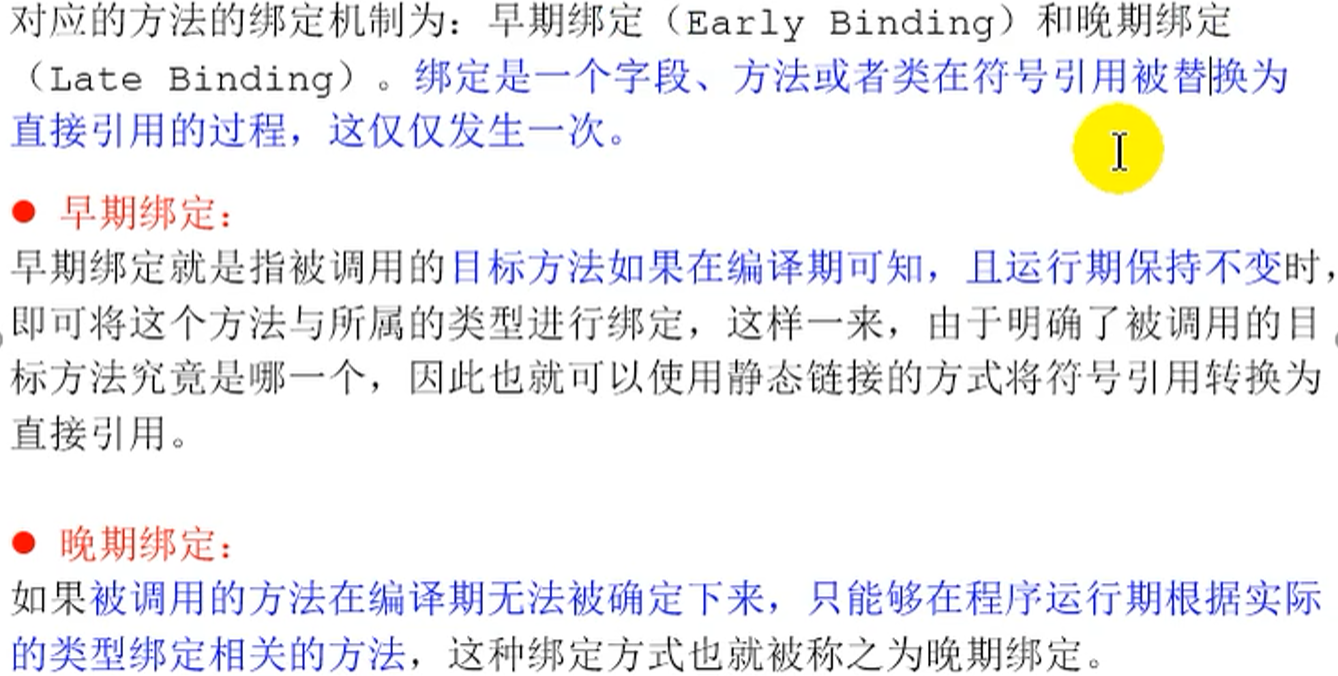 对应的方法的绑定机制为：早期绑定（Early Binding）和晚期绑定
（Late Binding）。绑定是一个字段、方法或者类在符号引用被替换为
直接引用的过程，这仅仅发生一次。
● 早期绑定：
早期绑定就是指被调用的目标方法如果在编译期可知，且运行期保持不变时，
即可将这个方法与所属的类型进行绑定，这样一来，由于明确了被调用的目
标方法究竟是哪一个，因此也就可以使用静态链接的方式将符号引用转换为
直接引用。
● 晚期绑定：
如果被调用的方法在编译期无法被确定下来，只能够在程序运行期根据实际
的类型绑定相关的方法，这种绑定方式也就被称之为晚期绑定。